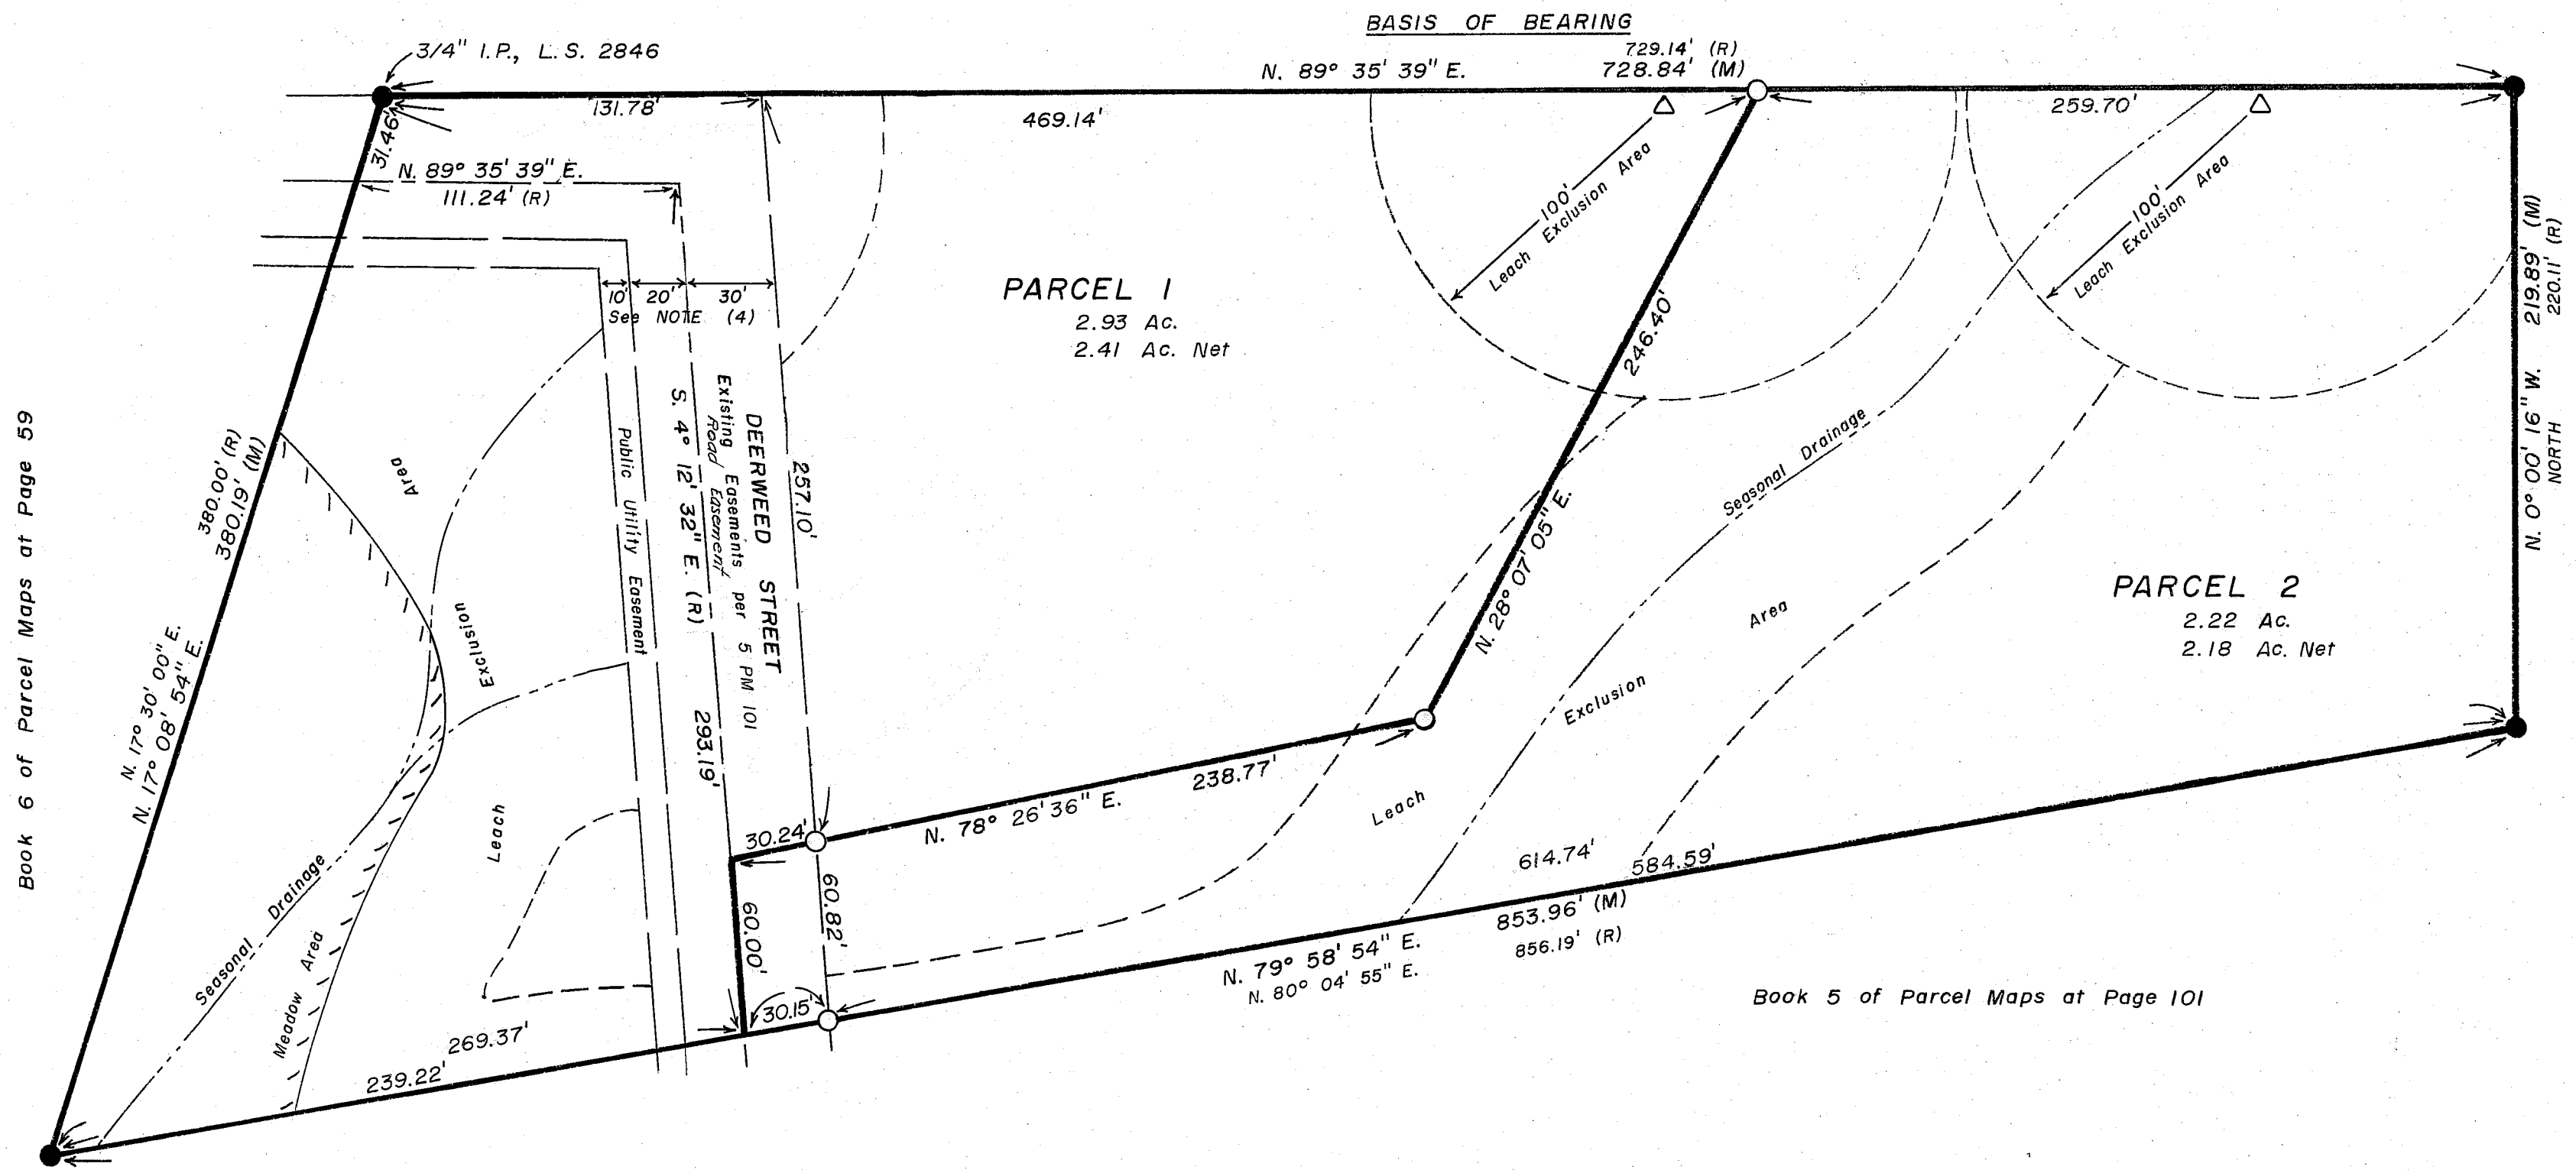 BASIS OF BEARING
3/4" I.P., L.S. 2846
729.14' (R)
N. 89° 35' 39" E. 728.84' (M)
131.78'
469.14'
259.70'
31.46'
N. 89° 35' 39" E.
111.24' (R)
100'
Leach Exclusion Area
100'
Leach Exclusion Area
10' 20' 30'
See NOTE (4)
PARCEL 1
2.93 Ac.
2.41 Ac. Net
246.40'
N. 28° 07' 05" E.
N. 0° 00' 16" W. 219.89' (M)
NORTH 220.11' (R)
Book 6 of Parcel Maps at Page 59
380.00' (R)
380.19' (M)
N. 17° 30' 00" E.
N. 17° 08' 54" E.
Area
Exclusion
Leach
Public Utility Easement
S. 4° 12' 32" E. (R)
293.19'
Existing Easements per 5 PM 101
Road Easement
DEERWEED STREET
257.10'
Seasonal Drainage
Area
Exclusion
Leach
PARCEL 2
2.22 Ac.
2.18 Ac. Net
30.24'
N. 78° 26' 36" E.
238.77'
60.00'
60.82'
30.15'
Seasonal Drainage
Meadow Area
269.37'
239.22'
614.74' 584.59'
853.96' (M)
856.19' (R)
N. 79° 58' 54" E.
N. 80° 04' 55" E.
Book 5 of Parcel Maps at Page 101